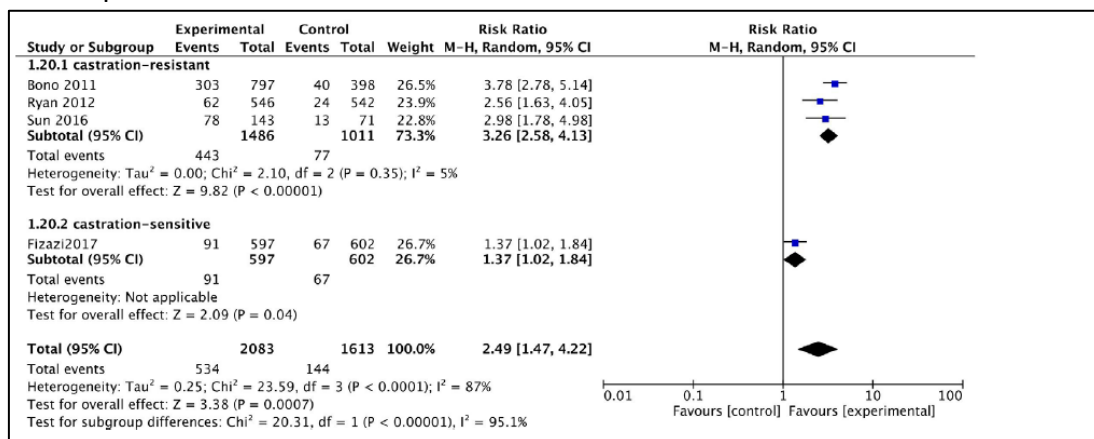 Experimental Control Risk Ratio Risk Ratio
Study or Subgroup Events Total Events Total Weight M-H, Random, 95% CI M-H, Random, 95% CI
1.20.1 castration-resistant
Bono 2011 303 797 40 398 26.5% 3.78 [2.78, 5.14]
Ryan 2012 62 546 24 542 23.9% 2.56 [1.63, 4.05]
Sun 2016 78 143 13 71 22.8% 2.98 [1.78, 4.98]
Subtotal (95% CI) 1486 1011 73.3% 3.26 [2.58, 4.13]
Total events 443 77
Heterogeneity: Tau² = 0.00; Chi² = 2.10, df = 2 (P = 0.35); I² = 5%
Test for overall effect: Z = 9.82 (P < 0.00001)
1.20.2 castration-sensitive
Fizazi2017 91 597 67 602 26.7% 1.37 [1.02, 1.84]
Subtotal (95% CI) 597 602 26.7% 1.37 [1.02, 1.84]
Total events 91 67
Heterogeneity: Not applicable
Test for overall effect: Z = 2.09 (P = 0.04)
Total (95% CI) 2083 1613 100.0% 2.49 [1.47, 4.22]
Total events 534 144
Heterogeneity: Tau² = 0.25; Chi² = 23.59, df = 3 (P < 0.0001); I² = 87%
Test for overall effect: Z = 3.38 (P = 0.0007)
Test for subgroup differences: Chi² = 20.31, df = 1 (P < 0.00001), I² = 95.1%
0.01 0.1 1 10 100
Favours [control] Favours [experimental]